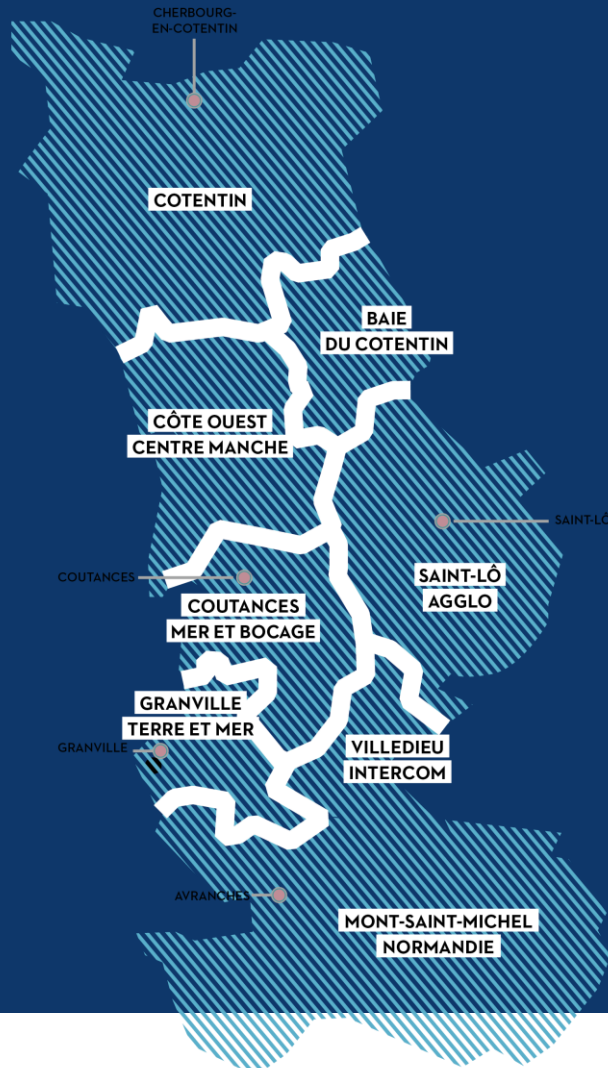 CHERBOURG-
EN-COTENTIN
COTENTIN
BAIE
DU COTENTIN
CÔTE OUEST
CENTRE MANCHE
SAINT-LÔ
COUTANCES
SAINT-LÔ
AGGLO
COUTANCES
MER ET BOCAGE
GRANVILLE
TERRE ET MER
GRANVILLE
VILLEDIEU
INTERCOM
AVRANCHES
MONT-SAINT-MICHEL
NORMANDIE